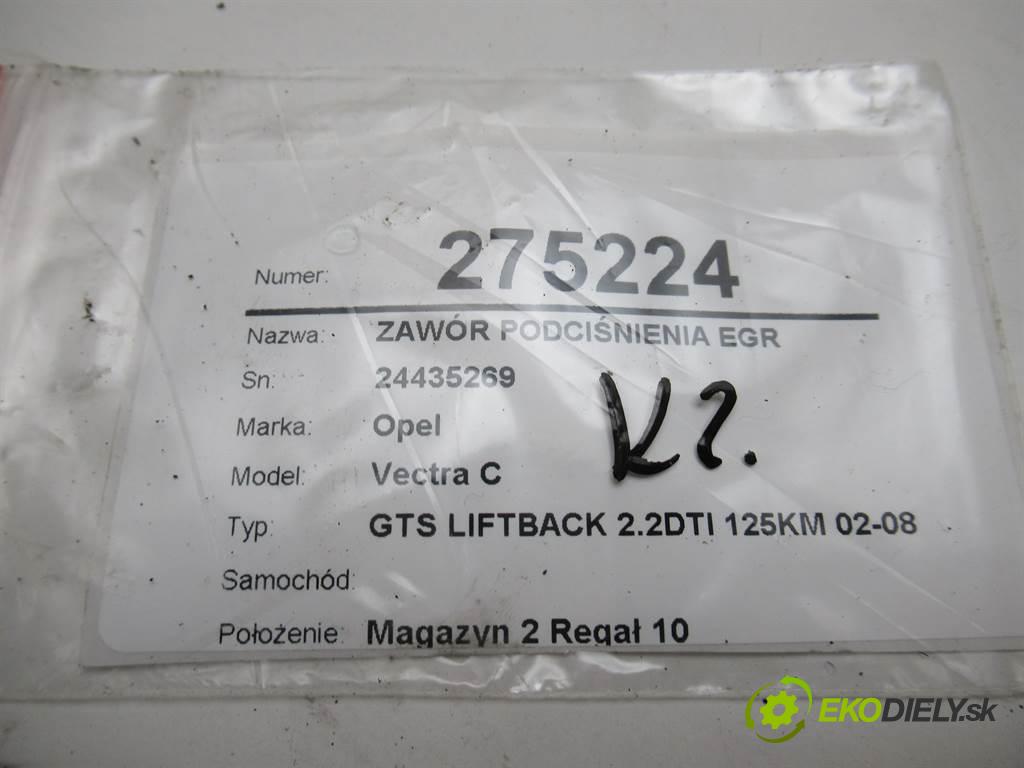 Numer: 275224
Nazwa: ZAWÓR PODCIŚNIENIA EGR
Sn: 24435269
Marka: Opel
Model: Vectra C
Typ: GTS LIFTBACK 2.2DTI 125KM 02-08
Samochód:
Położenie: Magazyn 2 Regał 10
K2.
EKODIELY.sk